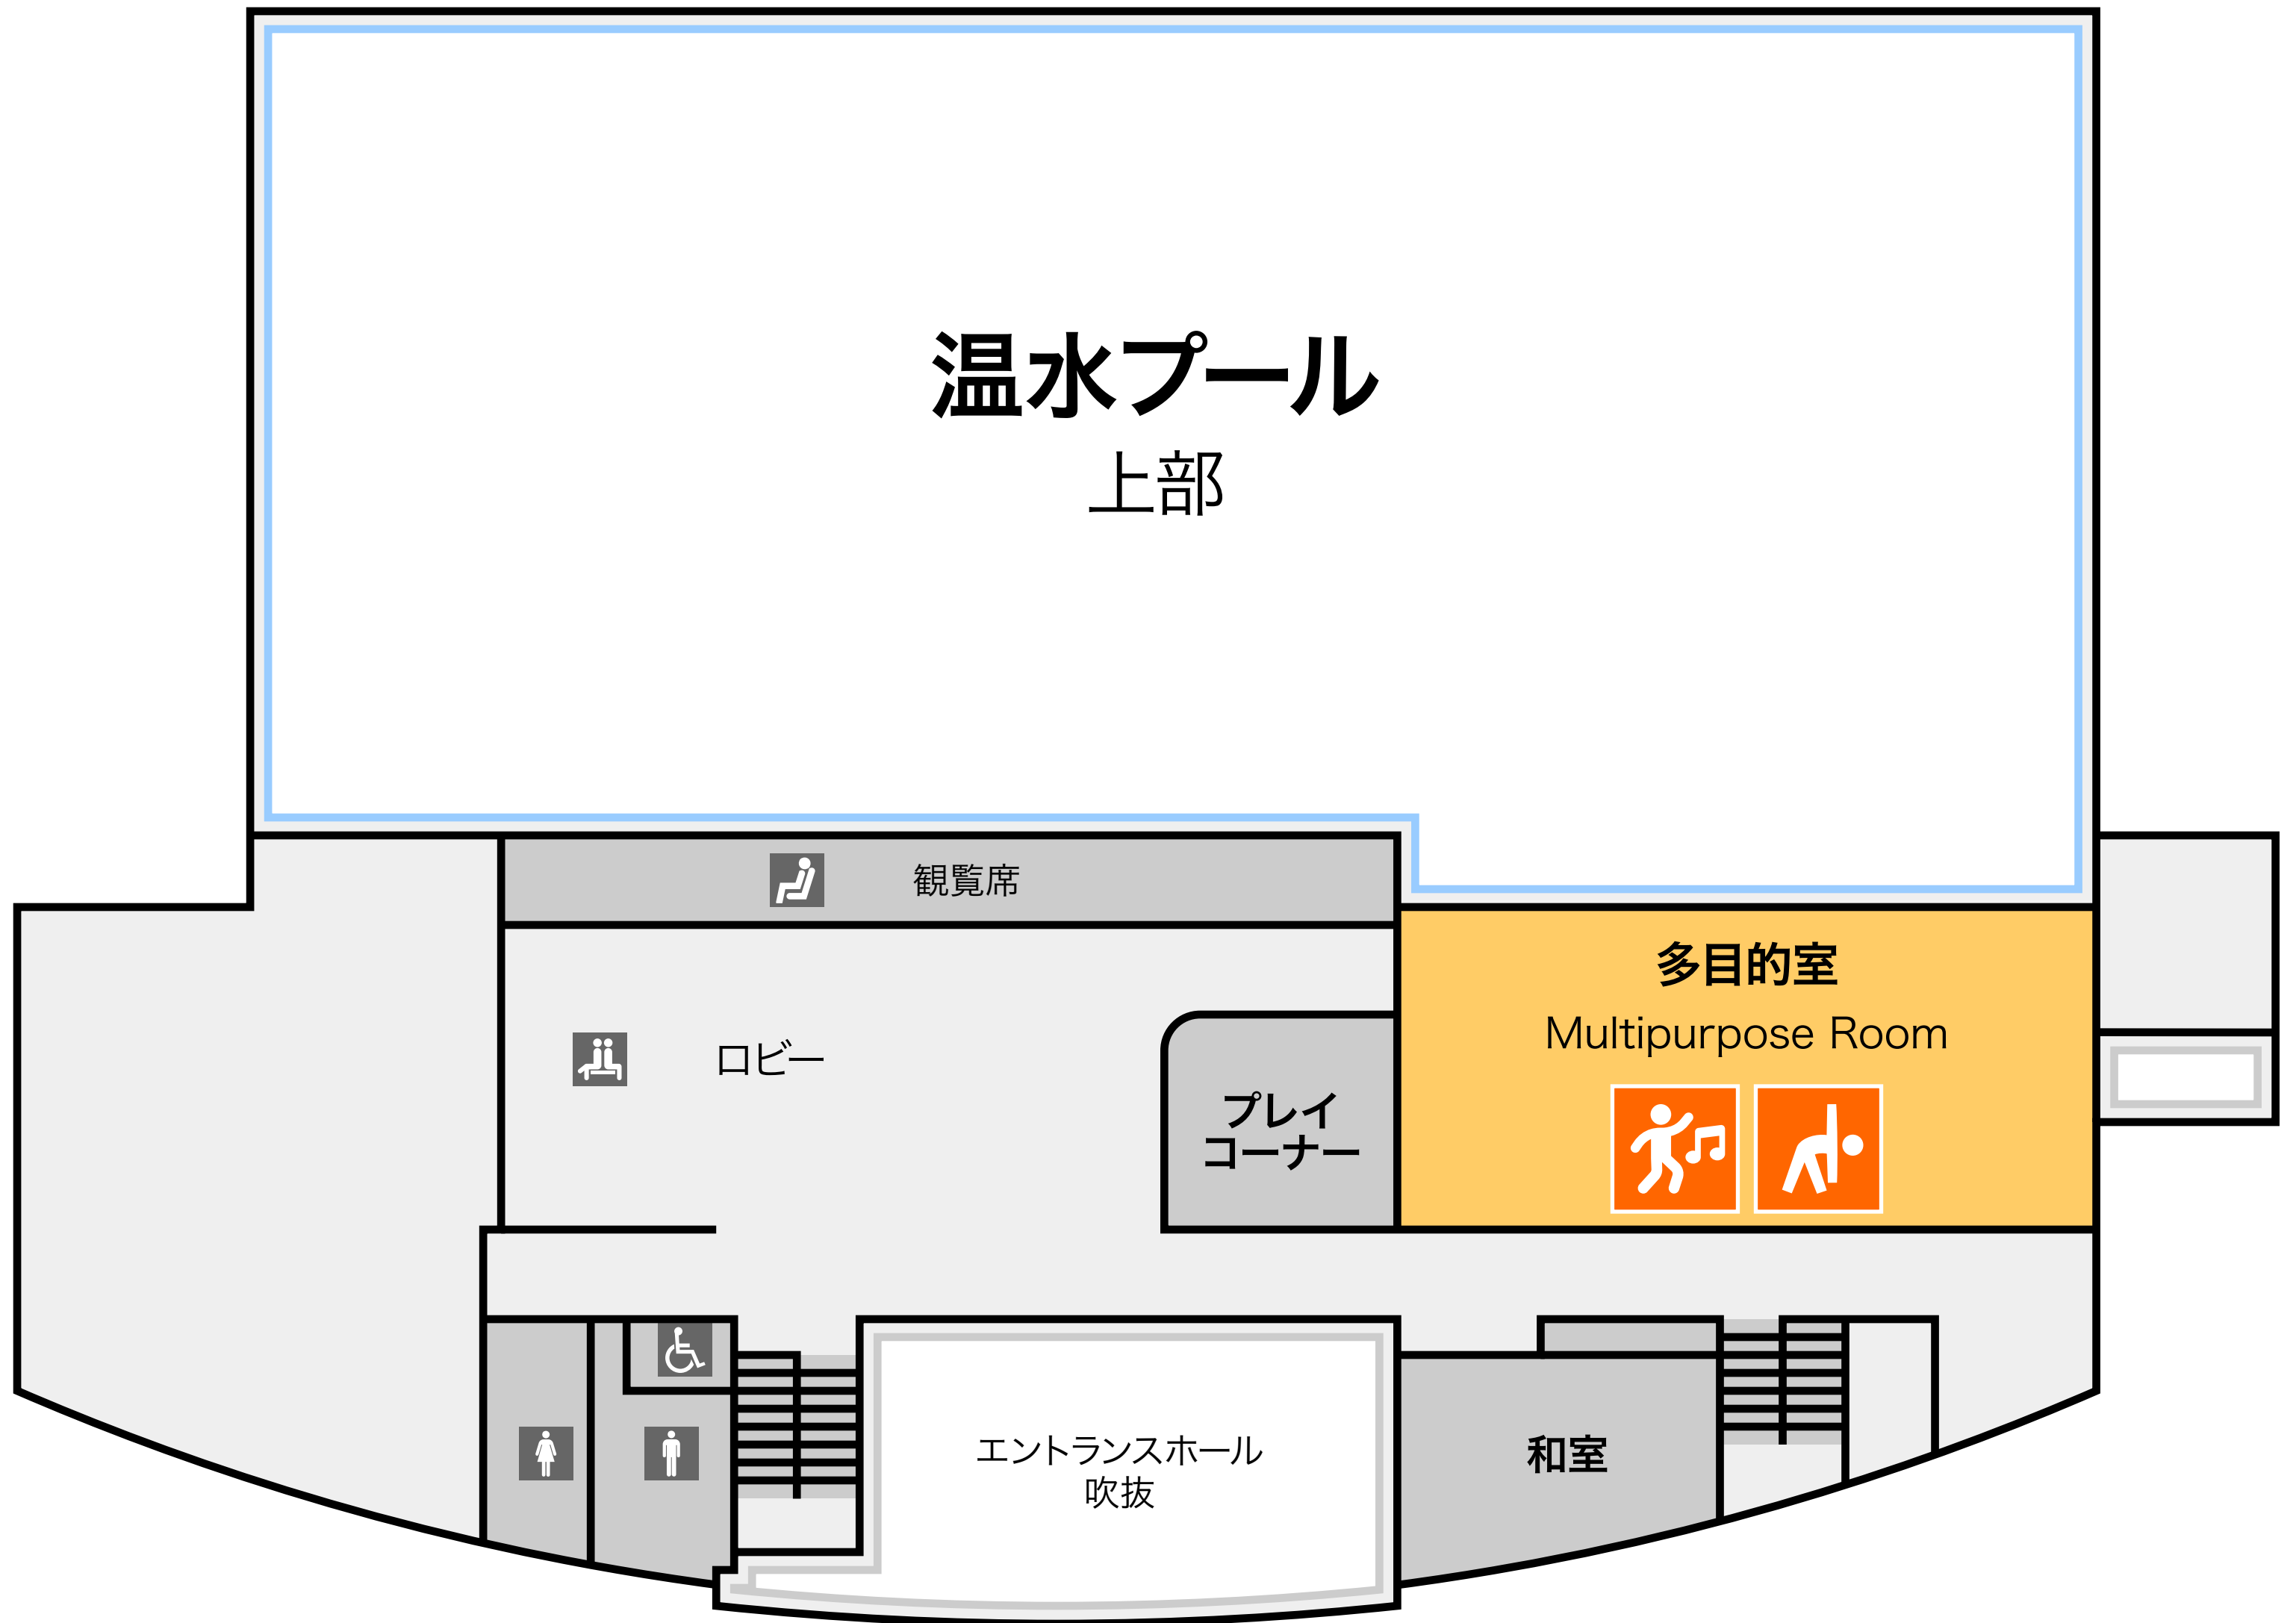 温水プール
上部
観覧席
多目的室
Multipurpose Room
ロビー
プレイ
コーナー
エントランスホール
吹抜
和室